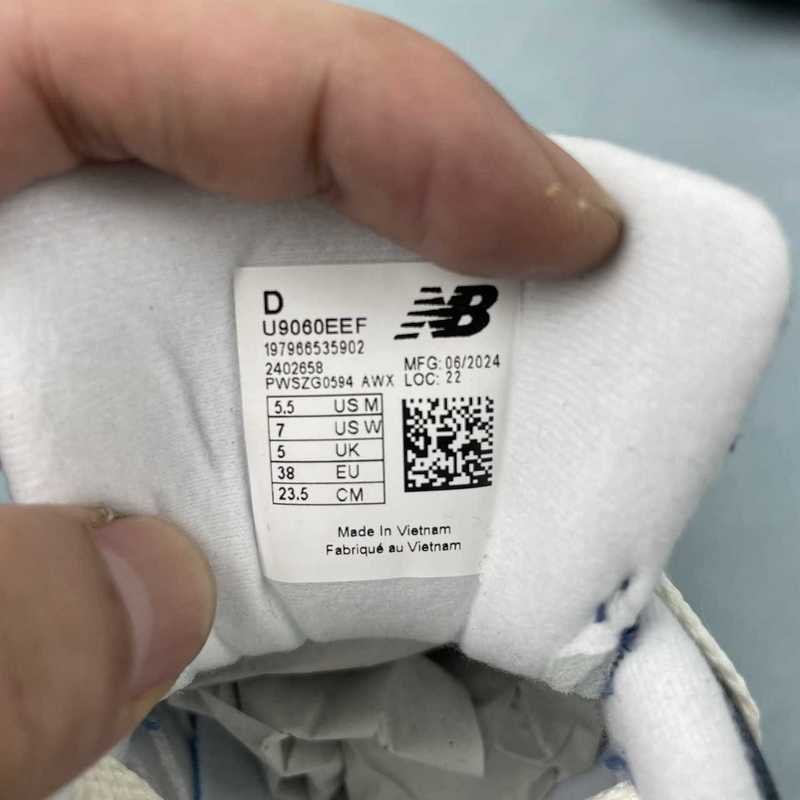 D
U9060EEF
197966535902
2402658
PWSZG0594 AWX
NB
MFG: 06/2024
LOC: 22
5.5 US M
7 US W
5 UK
38 EU
23.5 CM
Made In Vietnam
Fabriqué au Vietnam